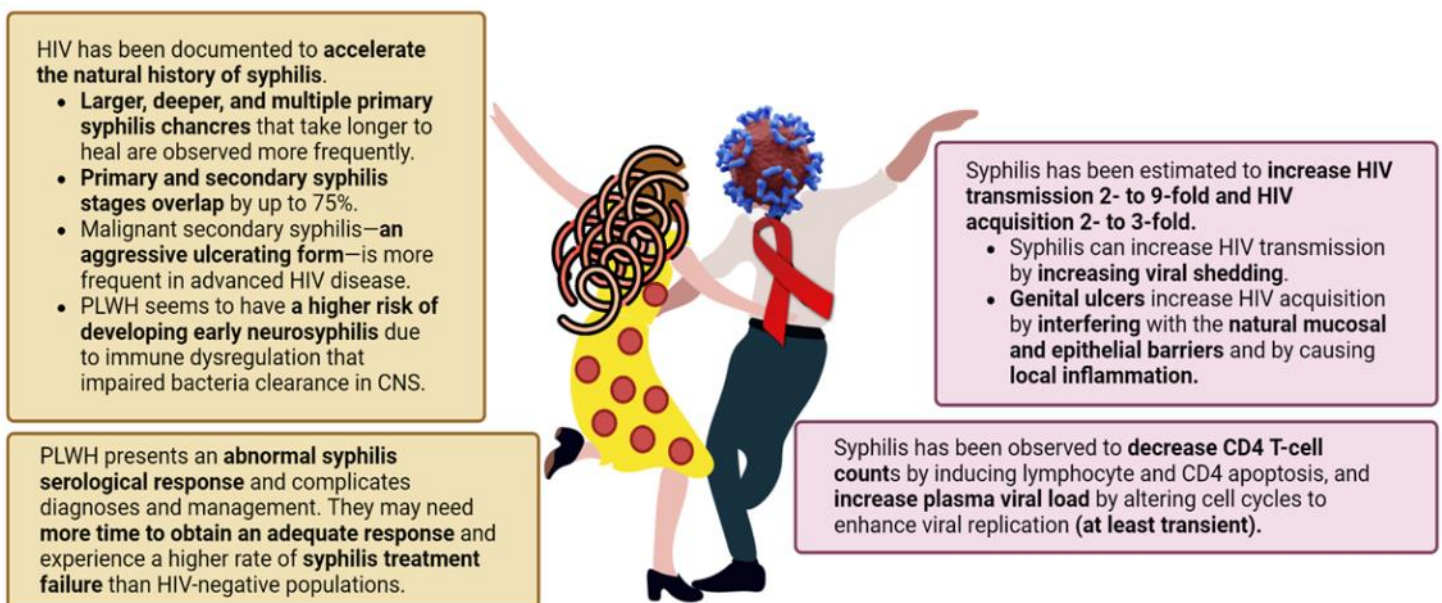 HIV has been documented to accelerate
the natural history of syphilis.
• Larger, deeper, and multiple primary
syphilis chancres that take longer to
heal are observed more frequently.
• Primary and secondary syphilis
stages overlap by up to 75%.
• Malignant secondary syphilis—an
aggressive ulcerating form—is more
frequent in advanced HIV disease.
• PLWH seems to have a higher risk of
developing early neurosyphilis due
to immune dysregulation that
impaired bacteria clearance in CNS.
PLWH presents an abnormal syphilis
serological response and complicates
diagnoses and management. They may need
more time to obtain an adequate response and
experience a higher rate of syphilis treatment
failure than HIV-negative populations.
Syphilis has been estimated to increase HIV
transmission 2- to 9-fold and HIV
acquisition 2- to 3-fold.
• Syphilis can increase HIV transmission
by increasing viral shedding.
• Genital ulcers increase HIV acquisition
by interfering with the natural mucosal
and epithelial barriers and by causing
local inflammation.
Syphilis has been observed to decrease CD4 T-cell
counts by inducing lymphocyte and CD4 apoptosis, and
increase plasma viral load by altering cell cycles to
enhance viral replication (at least transient).